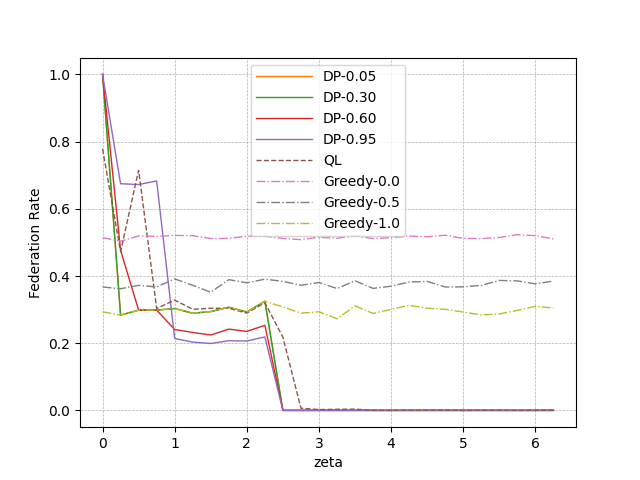 1.0
0.8
0.6
0.4
0.2
0.0
Federation Rate
DP-0.05
DP-0.30
DP-0.60
DP-0.95
QL
Greedy-0.0
Greedy-0.5
Greedy-1.0
0 1 2 3 4 5 6
zeta